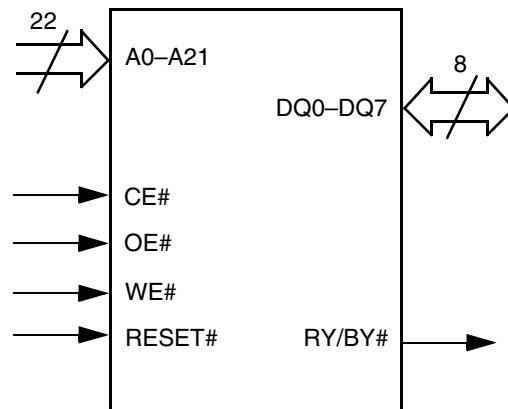 22
A0–A21
8
DQ0–DQ7
CE#
OE#
WE#
RESET#
RY/BY#